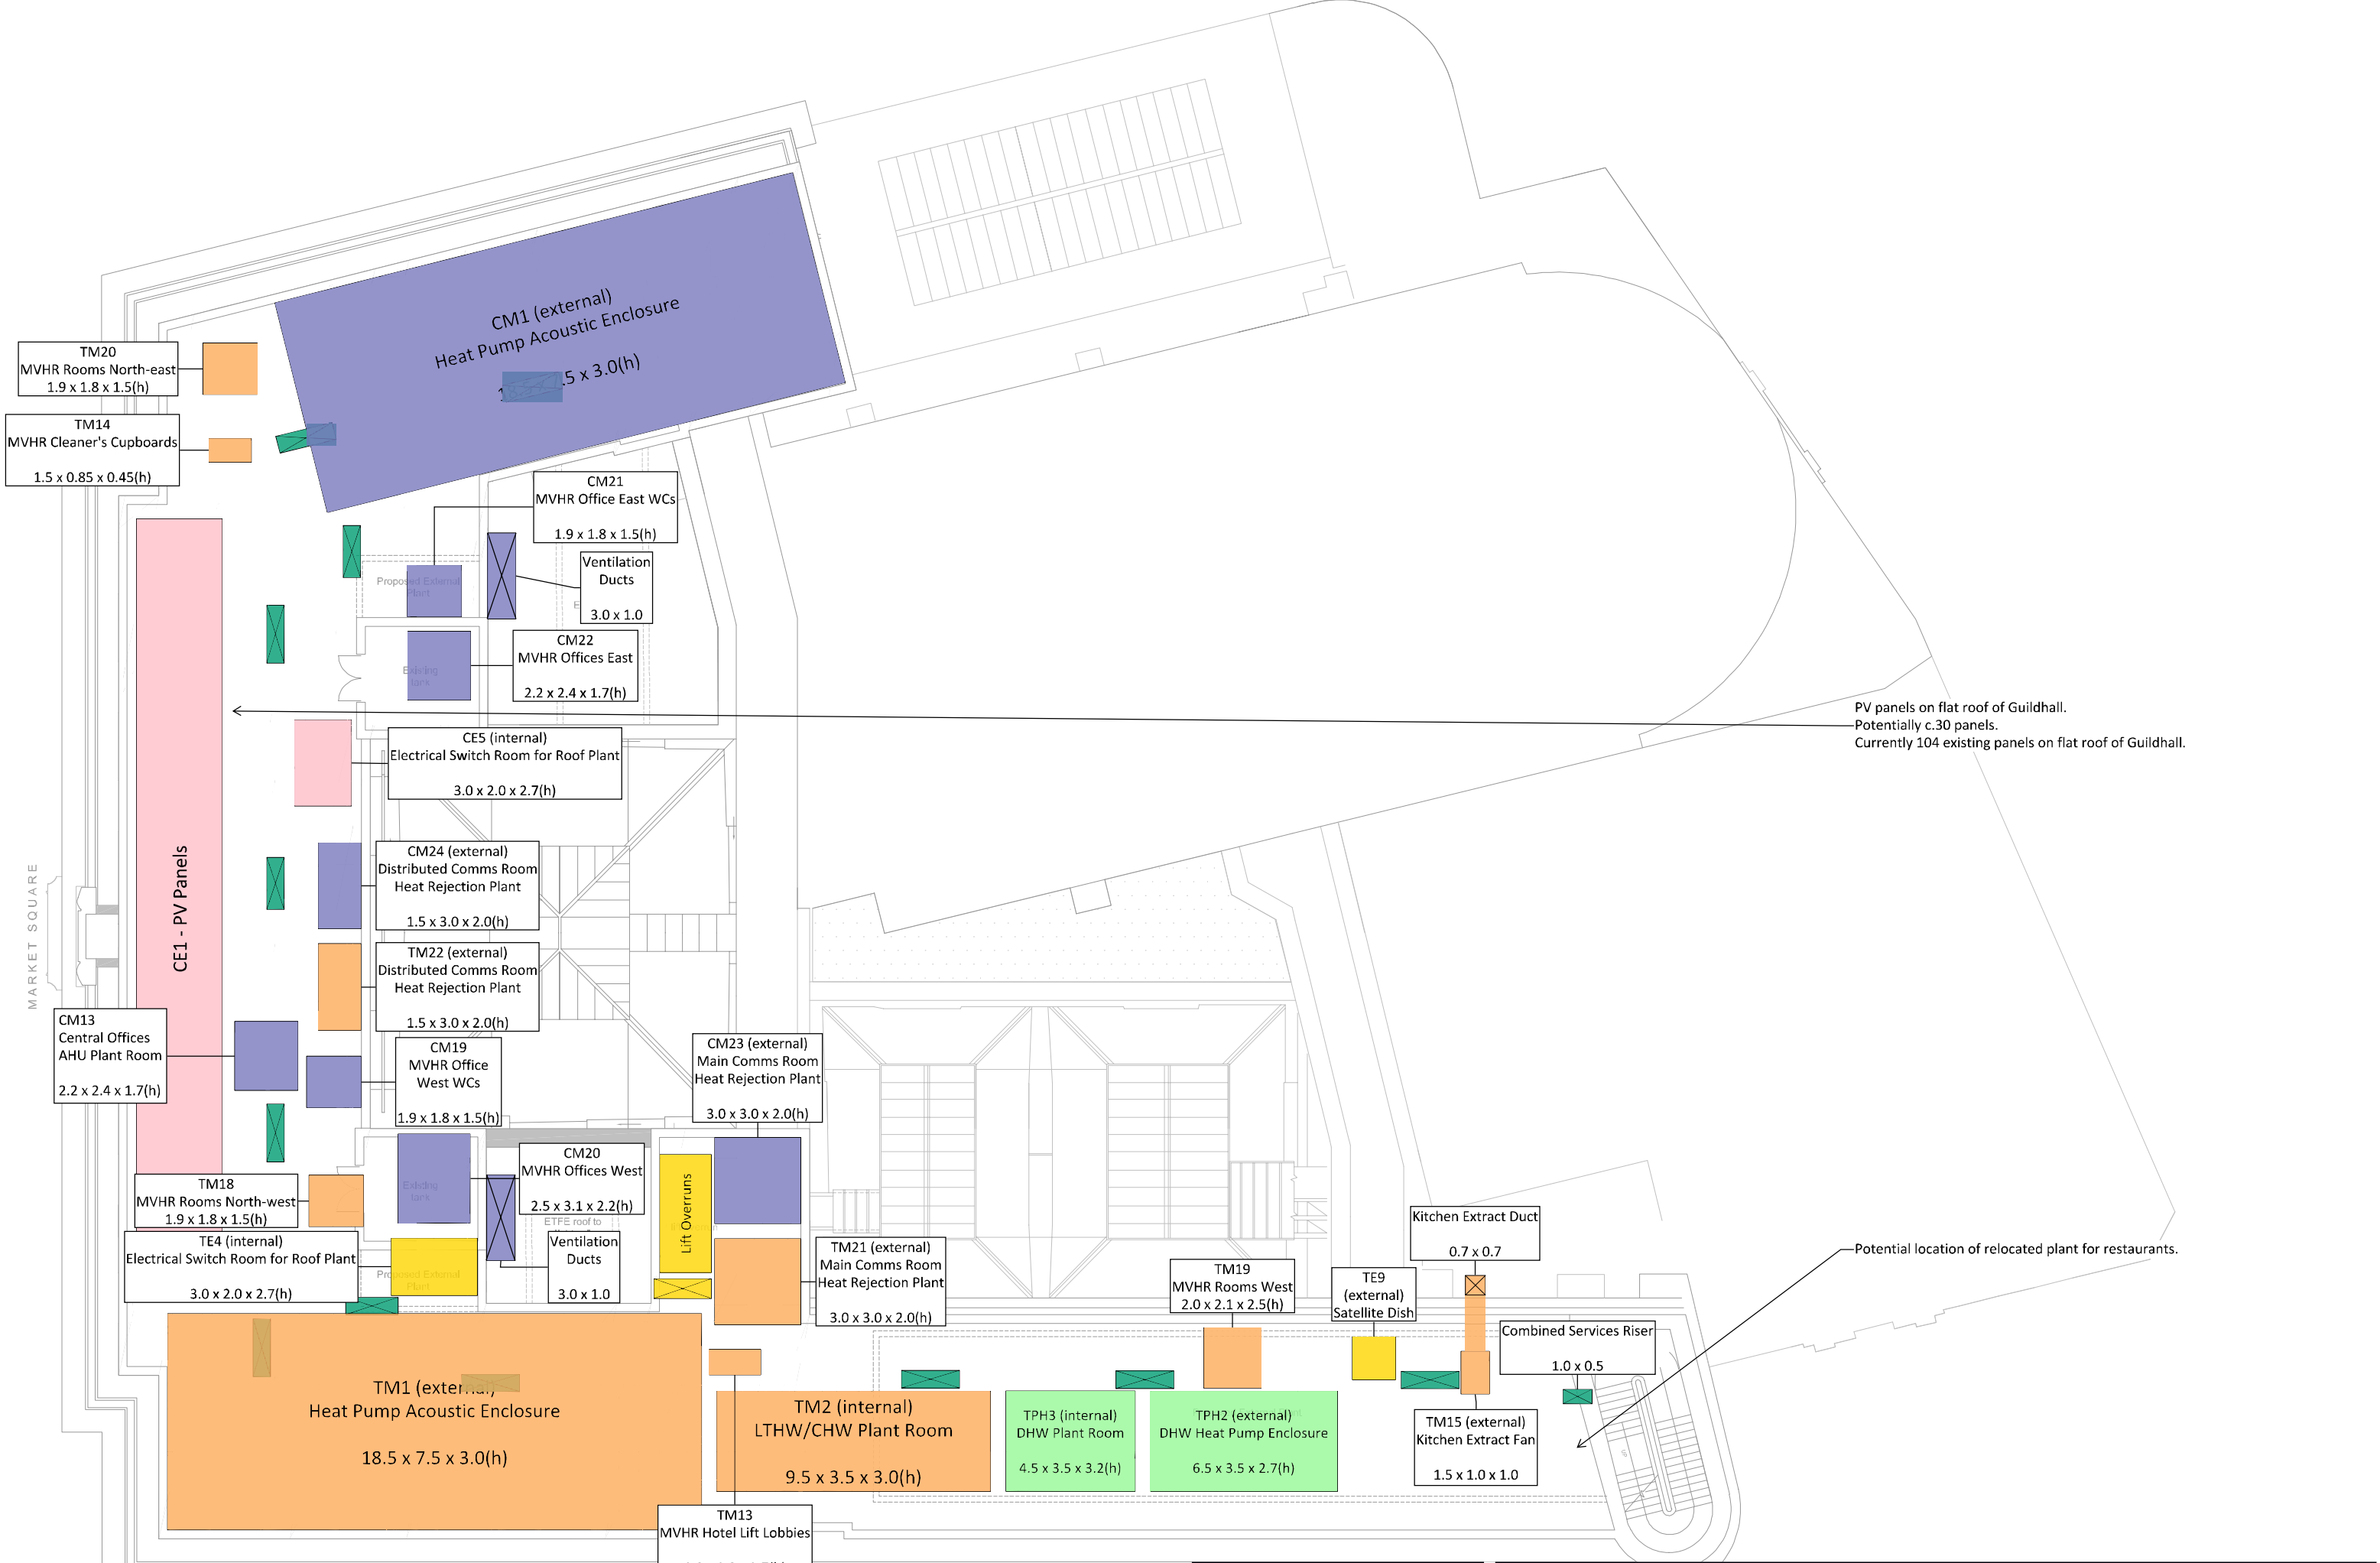 CM1 (external)
Heat Pump Acoustic Enclosure
5 x 3.0(h)
TM20
MVHR Rooms North-east
1.9 x 1.8 x 1.5(h)
TM14
MVHR Cleaner's Cupboards
1.5 x 0.85 x 0.45(h)
CM21
MVHR Office East WCs
1.9 x 1.8 x 1.5(h)
Proposed External
Plant
Ventilation
Ducts
3.0 x 1.0
E
CM22
MVHR Offices East
2.2 x 2.4 x 1.7(h)
Existing
tank
PV panels on flat roof of Guildhall.
Potentially c.30 panels.
Currently 104 existing panels on flat roof of Guildhall.
CE5 (internal)
Electrical Switch Room for Roof Plant
3.0 x 2.0 x 2.7(h)
CE1 - PV Panels
MARKET SQUARE
CM24 (external)
Distributed Comms Room
Heat Rejection Plant
1.5 x 3.0 x 2.0(h)
TM22 (external)
Distributed Comms Room
Heat Rejection Plant
1.5 x 3.0 x 2.0(h)
CM13
Central Offices
AHU Plant Room
2.2 x 2.4 x 1.7(h)
CM19
MVHR Office
West WCs
1.9 x 1.8 x 1.5(h)
CM23 (external)
Main Comms Room
Heat Rejection Plant
3.0 x 3.0 x 2.0(h)
CM20
MVHR Offices West
2.5 x 3.1 x 2.2(h)
Existing
tank
ETFE roof to
Lift Overruns
TM18
MVHR Rooms North-west
1.9 x 1.8 x 1.5(h)
TE4 (internal)
Electrical Switch Room for Roof Plant
3.0 x 2.0 x 2.7(h)
Proposed External
Plant
Ventilation
Ducts
3.0 x 1.0
TM21 (external)
Main Comms Room
Heat Rejection Plant
3.0 x 3.0 x 2.0(h)
Kitchen Extract Duct
0.7 x 0.7
Potential location of relocated plant for restaurants.
TM19
MVHR Rooms West
2.0 x 2.1 x 2.5(h)
TE9
(external)
Satellite Dish
Combined Services Riser
1.0 x 0.5
TM1 (external)
Heat Pump Acoustic Enclosure
18.5 x 7.5 x 3.0(h)
TM2 (internal)
LTHW/CHW Plant Room
9.5 x 3.5 x 3.0(h)
TPH3 (internal)
DHW Plant Room
4.5 x 3.5 x 3.2(h)
TPH2 (external)
DHW Heat Pump Enclosure
6.5 x 3.5 x 2.7(h)
TM15 (external)
Kitchen Extract Fan
1.5 x 1.0 x 1.0
TM13
MVHR Hotel Lift Lobbies